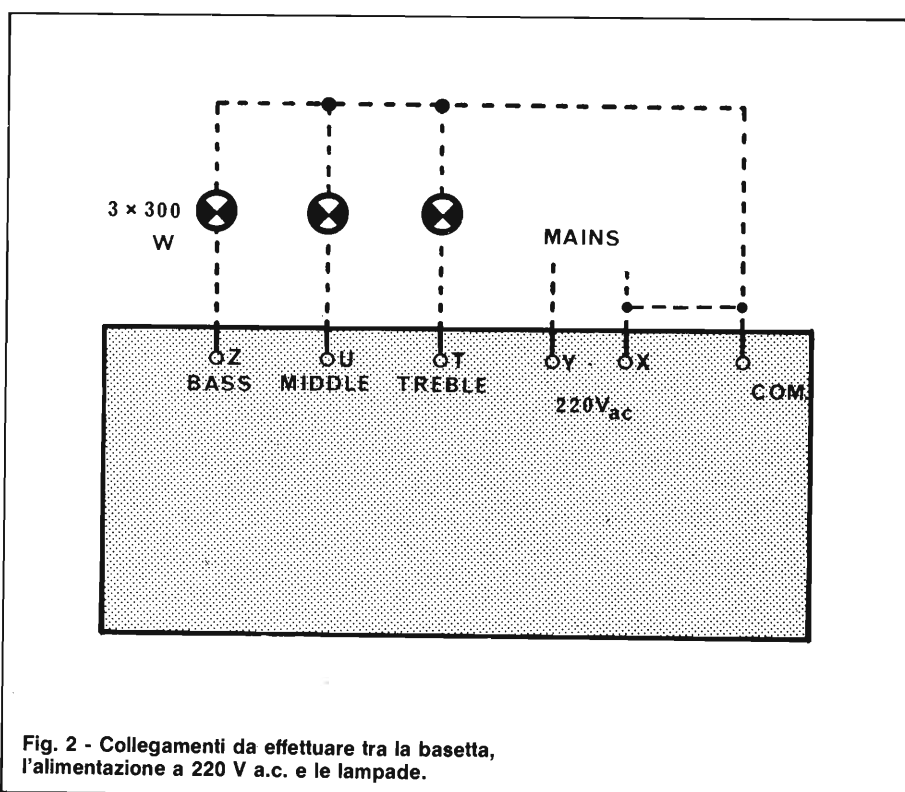 3 × 300
W
MAINS
Z U T Y X
BASS MIDDLE TREBLE
220Vac
COM.
Fig. 2 - Collegamenti da effettuare tra la basetta,
l'alimentazione a 220 V a.c. e le lampade.